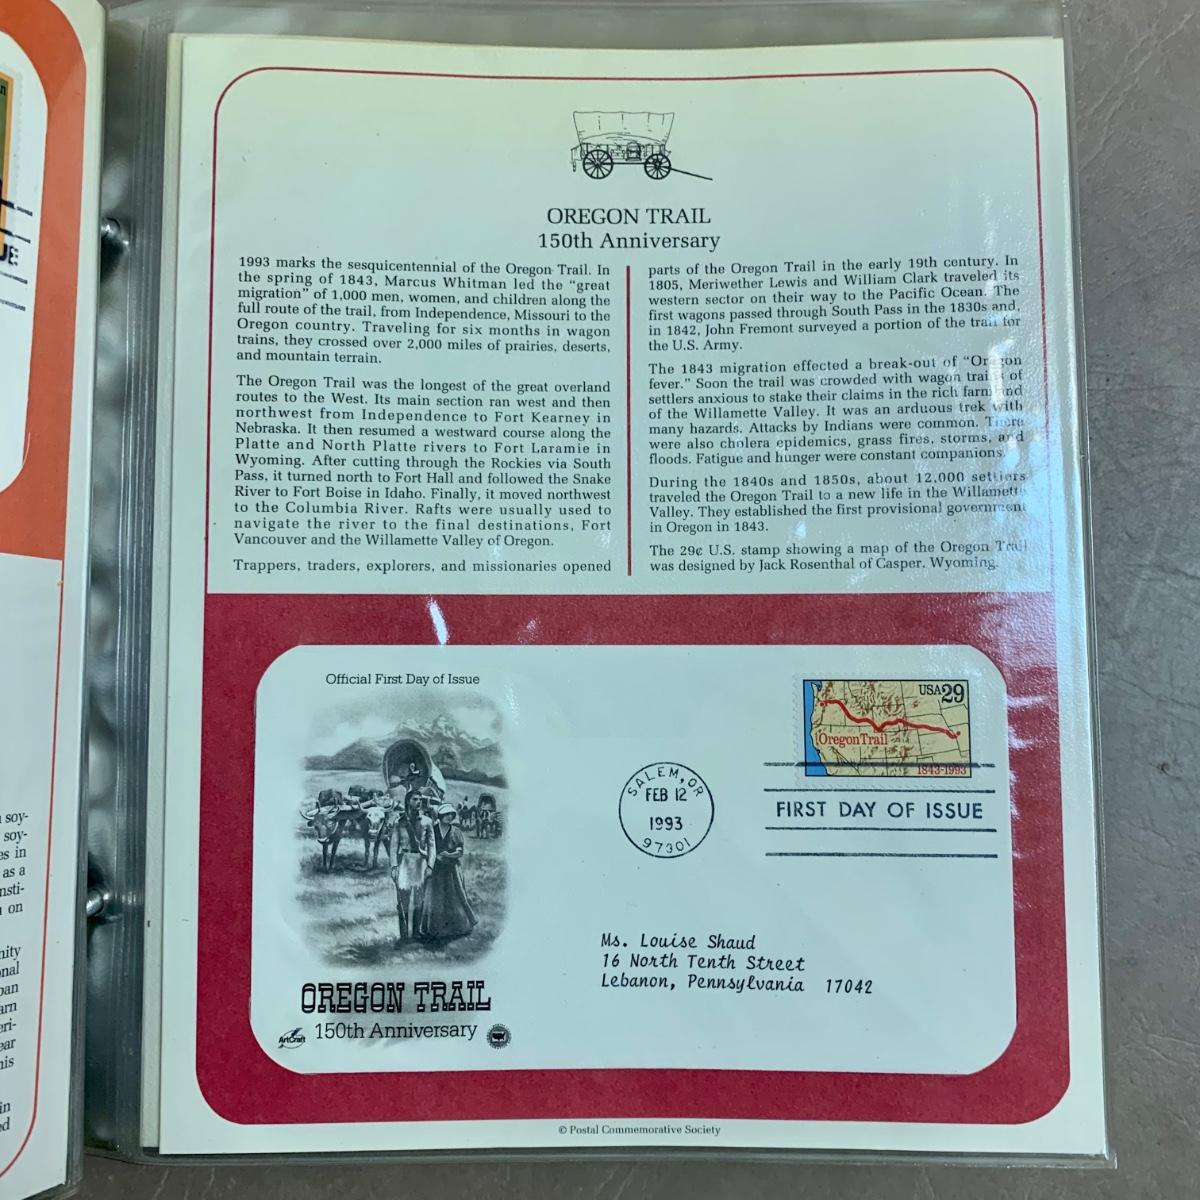 OREGON TRAIL
150th Anniversary
1993 marks the sesquicentennial of the Oregon Trail. In
the spring of 1843, Marcus Whitman led the “great
migration” of 1,000 men, women, and children along the
full route of the trail, from Independence, Missouri to the
Oregon country. Traveling for six months in wagon
trains, they crossed over 2,000 miles of prairies, deserts,
and mountain terrain.
The Oregon Trail was the longest of the great overland
routes to the West. Its main section ran west and then
northwest from Independence to Fort Kearney in
Nebraska. It then resumed a westward course along the
Platte and North Platte rivers to Fort Laramie in
Wyoming. After cutting through the Rockies via South
Pass, it turned north to Fort Hall and followed the Snake
River to Fort Boise in Idaho. Finally, it moved northwest
to the Columbia River. Rafts were usually used to
navigate the river to the final destinations, Fort
Vancouver and the Willamette Valley of Oregon.
Trappers, traders, explorers, and missionaries opened
parts of the Oregon Trail in the early 19th century. In
1805, Meriwether Lewis and William Clark traveled its
western sector on their way to the Pacific Ocean. The
first wagons passed through South Pass in the 1830s and,
in 1842, John Fremont surveyed a portion of the trail for
the U.S. Army.
The 1843 migration effected a break-out of “Oregon
fever.” Soon the trail was crowded with wagon trains of
settlers anxious to stake their claims in the rich farmland
of the Willamette Valley. It was an arduous trek with
many hazards. Attacks by Indians were common. There
were also cholera epidemics, grass fires, storms, and
floods. Fatigue and hunger were constant companions.
During the 1840s and 1850s, about 12,000 settlers
traveled the Oregon Trail to a new life in the Willamette
Valley. They established the first provisional government
in Oregon in 1843.
The 29¢ U.S. stamp showing a map of the Oregon Trail
was designed by Jack Rosenthal of Casper, Wyoming.
Official First Day of Issue
USA 29
Oregon Trail
1843-1993
SALEM, OR
FEB 12
1993
97301
FIRST DAY OF ISSUE
Ms. Louise Shaud
16 North Tenth Street
Lebanon, Pennsylvania 17042
OREGON TRAIL
150th Anniversary
ArtCraft
© Postal Commemorative Society
soy-
soy-
es in
as a
nsti-
on
nity
onal
ban
arn
eri-
ear
his
in
ed